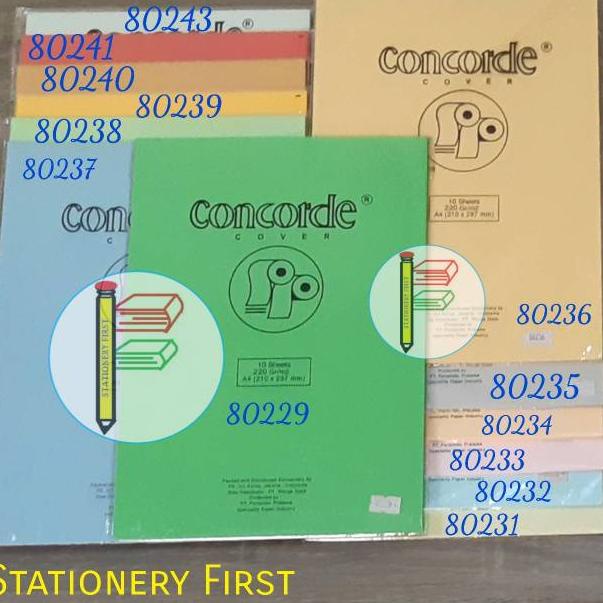 80243
80241
80240
80239
80238
80237
concorde®
COVER
10 Sheets
220 Gr/m2
A4 (210 x 297 mm)
80236
con
C
concorde®
COVER
10 Sheets
220 Gr/m2
A4 (210 x 297 mm)
STATIONERY FIRST
STATIONERY FIRST
80229
80235
80234
80233
80232
80231
STATIONERY FIRST